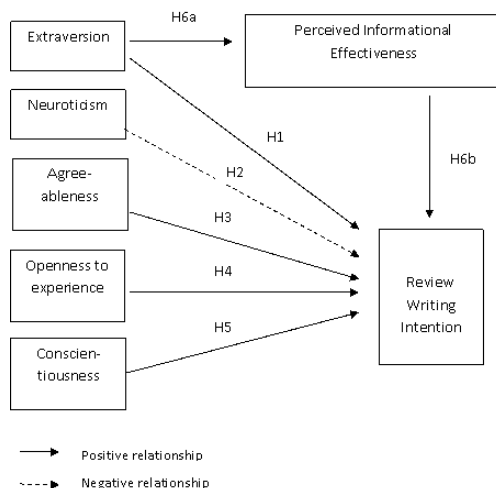 Extraversion
H6a
Perceived Informational
Effectiveness
Neuroticism
H1
H6b
H2
Agree-
ableness
H3
Openness to
experience
H4
Review
Writing
Intention
H5
Conscien-
tiousness
Positive relationship
Negative relationship